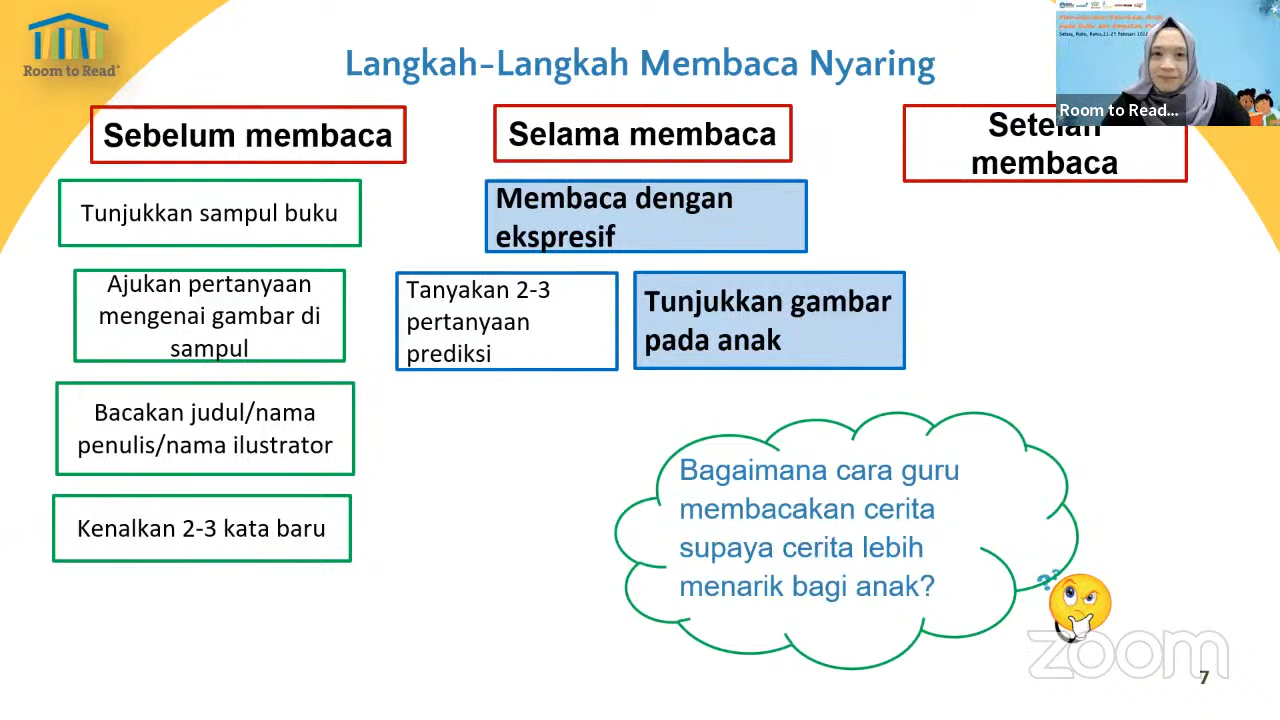 Room to Read
Langkah-Langkah Membaca Nyaring
Room to Read...
Sebelum membaca
Tunjukkan sampul buku
Ajukan pertanyaan
mengenai gambar di
sampul
Bacakan judul/nama
penulis/nama ilustrator
Kenalkan 2-3 kata baru
Selama membaca
Membaca dengan
ekspresif
Tanyakan 2-3
pertanyaan
prediksi
Tunjukkan gambar
pada anak
Setelah
membaca
Bagaimana cara guru
membacakan cerita
supaya cerita lebih
menarik bagi anak?
??
zoom
7